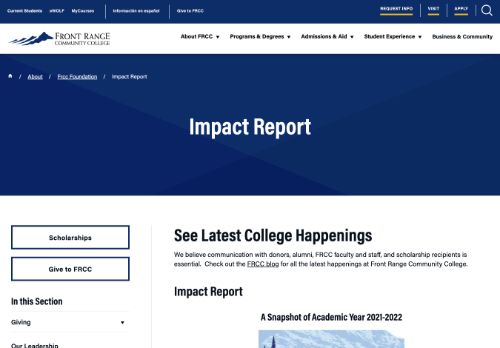 Current Students eWOLF MyCourses Información en español Give to FRCC REQUEST INFO VISIT APPLY
FRONT RANGE
COMMUNITY COLLEGE
About FRCC Programs & Degrees Admissions & Aid Student Experience Business & Community
/ About / Frcc Foundation / Impact Report
Impact Report
Scholarships
Give to FRCC
In this Section
Giving
Our Leadership
See Latest College Happenings
We believe communication with donors, alumni, FRCC faculty and staff, and scholarship recipients is
essential. Check out the FRCC blog for all the latest happenings at Front Range Community College.
Impact Report
A Snapshot of Academic Year 2021-2022